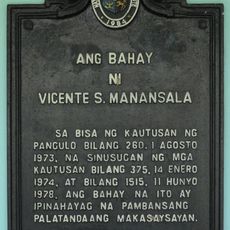 1984
ANG BAHAY
NI
VICENTE S. MANANSALA
SA BISA NG KAUTUSAN NG
PANGULO BILANG 260. 1 AGOSTO
1973, NA SINUSUGAN NG MGA
KAUTUSAN BILANG 375, 14 ENERO
1974, AT BILANG 1515, 11 HUNYO
1978, ANG BAHAY NA ITO AY
IPINAHAYAG NA PAMBANSANG
PALATANDAANG MAKASAYSAYAN.